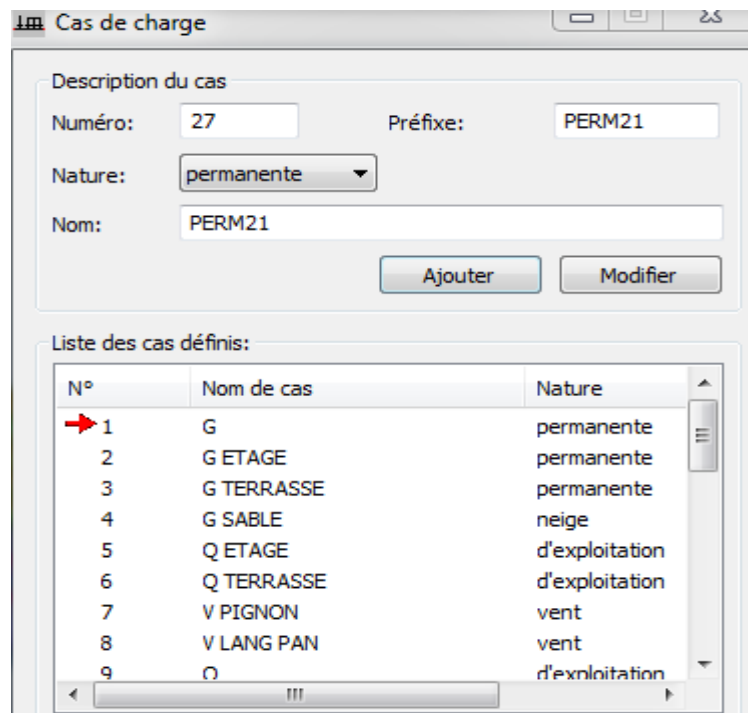 Cas de charge
Description du cas
Numéro: 27 Préfixe: PERM21
Nature: permanente
Nom: PERM21
Ajouter Modifier
Liste des cas définis:
N° Nom de cas Nature
1 G permanente
2 G ETAGE permanente
3 G TERRASSE permanente
4 G SABLE neige
5 Q ETAGE d'exploitation
6 Q TERRASSE d'exploitation
7 V PIGNON vent
8 V LANG PAN vent
9 Q d'exploitation